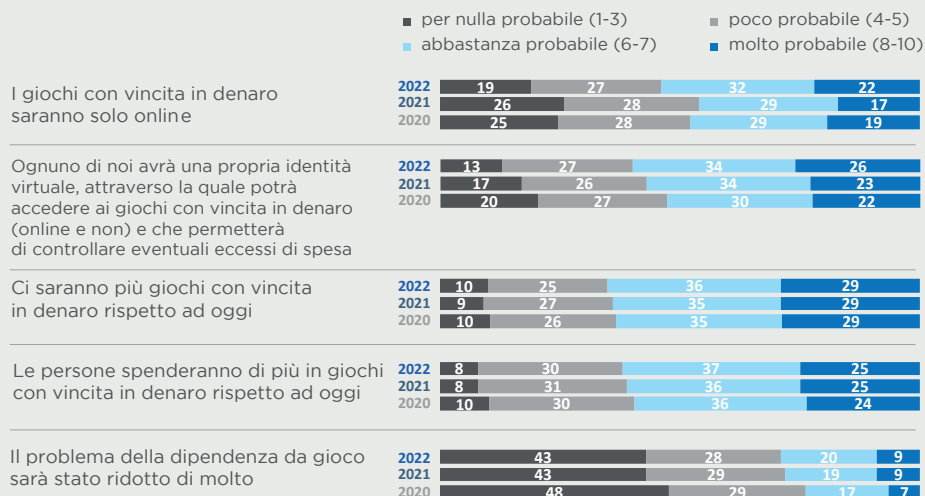 per nulla probabile (1-3)
poco probabile (4-5)
abbastanza probabile (6-7)
molto probabile (8-10)
I giochi con vincita in denaro
saranno solo online
2022 19 27 32 22
2021 26 28 29 17
2020 25 28 29 19
Ognuno di noi avrà una propria identità
virtuale, attraverso la quale potrà
accedere ai giochi con vincita in denaro
(online e non) e che permetterà
di controllare eventuali eccessi di spesa
2022 13 27 34 26
2021 17 26 34 23
2020 20 27 30 22
Ci saranno più giochi con vincita
in denaro rispetto ad oggi
2022 10 25 36 29
2021 9 27 35 29
2020 10 26 35 29
Le persone spenderanno di più in giochi
con vincita in denaro rispetto ad oggi
2022 8 30 37 25
2021 8 31 36 25
2020 10 30 36 24
Il problema della dipendenza da gioco
sarà stato ridotto di molto
2022 43 28 20 9
2021 43 29 19 9
2020 48 29 17 7